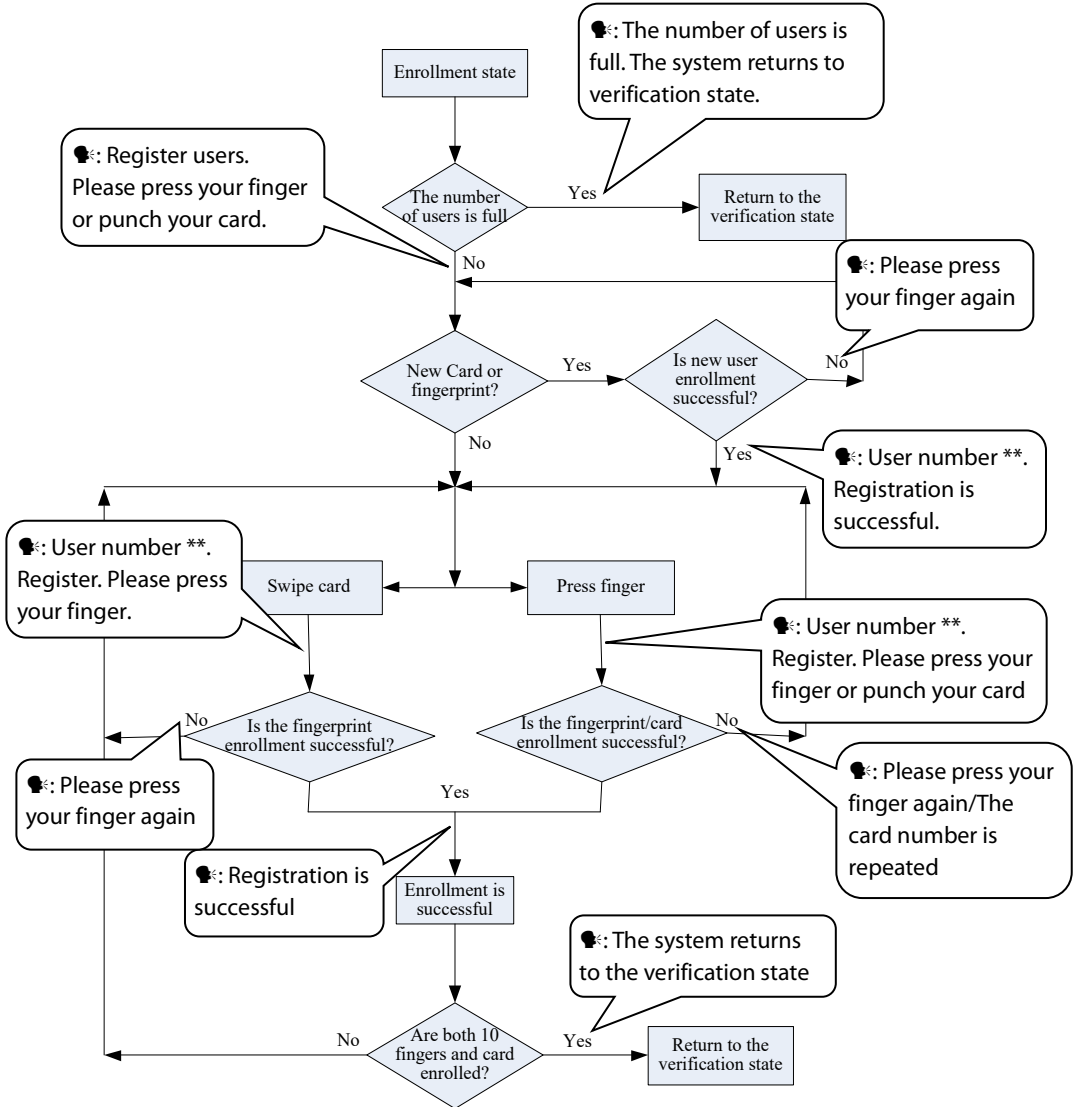 Enrollment state
🗣: The number of users is
full. The system returns to
verification state.
🗣: Register users.
Please press your finger
or punch your card.
The number
of users is full
Yes
Return to the
verification state
No
🗣: Please press
your finger again
New Card or
fingerprint?
Yes
Is new user
enrollment
successful?
No
No
Yes
🗣: User number **.
Registration is
successful.
🗣: User number **.
Register. Please press
your finger.
Swipe card
Press finger
🗣: User number **.
Register. Please press your
finger or punch your card
No
Is the fingerprint
enrollment successful?
Is the fingerprint/card
enrollment successful?
No
🗣: Please press
your finger again
Yes
🗣: Please press your
finger again/The
card number is
repeated
🗣: Registration is
successful
Enrollment is
successful
🗣: The system returns
to the verification state
No
Are both 10
fingers and card
enrolled?
Yes
Return to the
verification state